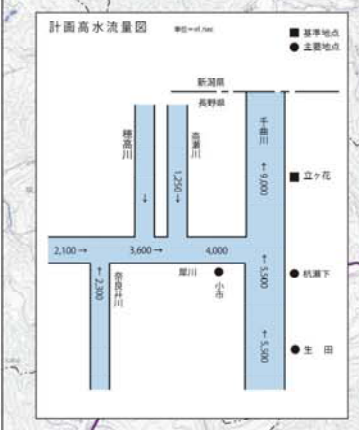 計画高水流量図 単位=㎥/sec
■ 基準地点
● 主要地点
新潟県
長野県
穂高川
高瀬川
千曲川
↓
1,250 →
← 9,000
■ 立ヶ花
2,100 →
3,600 →
4,000
犀川
● 小市
← 2,300
奈良井川
← 5,500
● 杭瀬下
← 5,500
● 生田